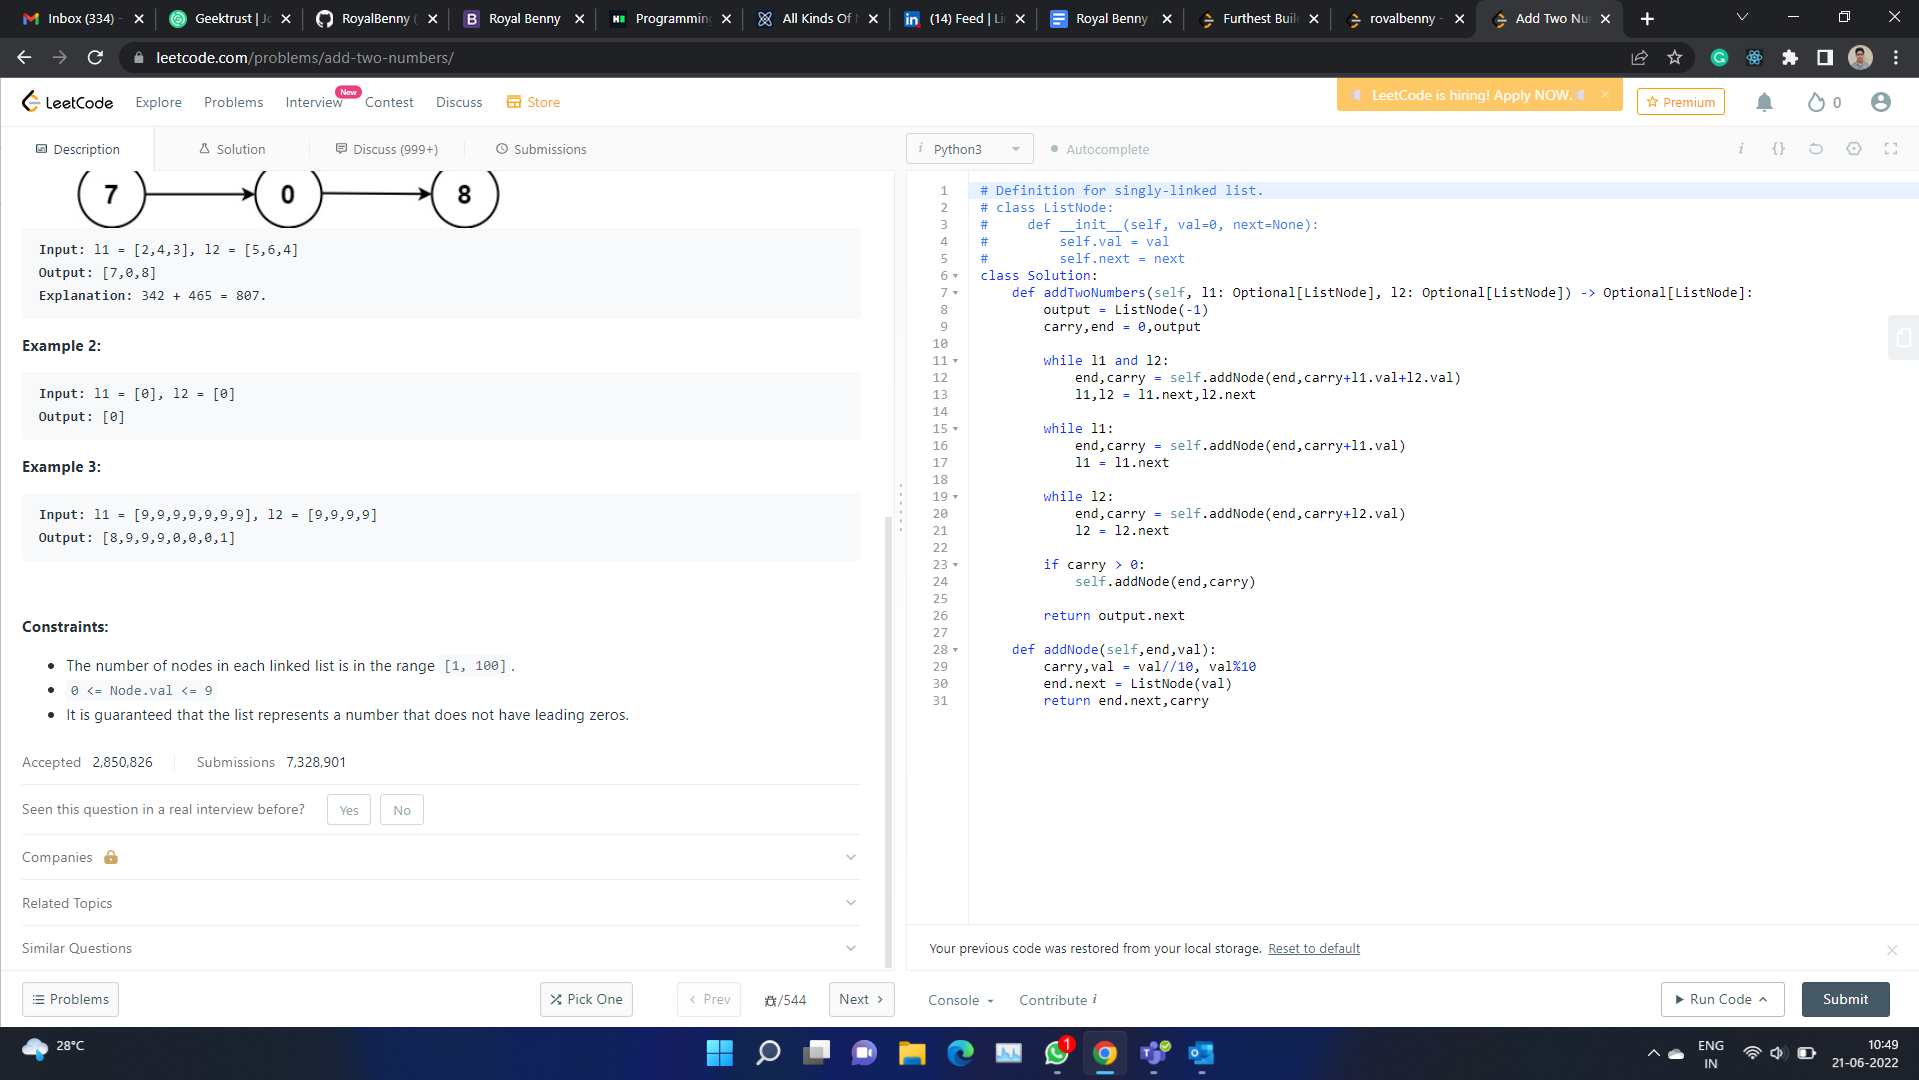 Inbox (334) -
Geektrust | Jo
RoyalBenny (
Royal Benny
Programming
All Kinds Of
(14) Feed | Li
Royal Benny
Furthest Buil
rovalbenny -
Add Two Nu
leetcode.com/problems/add-two-numbers/
LeetCode
Explore
Problems
Interview
New
Contest
Discuss
Store
LeetCode is hiring! Apply NOW.
Premium
0
Description
Solution
Discuss (999+)
Submissions
i Python3
Autocomplete
7 0 8
Input: l1 = [2,4,3], l2 = [5,6,4]
Output: [7,0,8]
Explanation: 342 + 465 = 807.
Example 2:
Input: l1 = [0], l2 = [0]
Output: [0]
Example 3:
Input: l1 = [9,9,9,9,9,9,9], l2 = [9,9,9,9]
Output: [8,9,9,9,0,0,0,1]
Constraints:
• The number of nodes in each linked list is in the range [1, 100].
• 0 <= Node.val <= 9
• It is guaranteed that the list represents a number that does not have leading zeros.
Accepted 2,850,826 Submissions 7,328,901
Seen this question in a real interview before? Yes No
Companies
Related Topics
Similar Questions
Problems
Pick One
Prev
/544
Next
1 # Definition for singly-linked list.
2 # class ListNode:
3 #     def __init__(self, val=0, next=None):
4 #         self.val = val
5 #         self.next = next
6 class Solution:
7     def addTwoNumbers(self, l1: Optional[ListNode], l2: Optional[ListNode]) -> Optional[ListNode]:
8         output = ListNode(-1)
9         carry,end = 0,output
10
11         while l1 and l2:
12             end,carry = self.addNode(end,carry+l1.val+l2.val)
13             l1,l2 = l1.next,l2.next
14
15         while l1:
16             end,carry = self.addNode(end,carry+l1.val)
17             l1 = l1.next
18
19         while l2:
20             end,carry = self.addNode(end,carry+l2.val)
21             l2 = l2.next
22
23         if carry > 0:
24             self.addNode(end,carry)
25
26         return output.next
27
28     def addNode(self,end,val):
29         carry,val = val//10, val%10
30         end.next = ListNode(val)
31         return end.next,carry
Your previous code was restored from your local storage. Reset to default
Console
Contribute i
Run Code
Submit
28°C
1
ENG
IN
10:49
21-06-2022